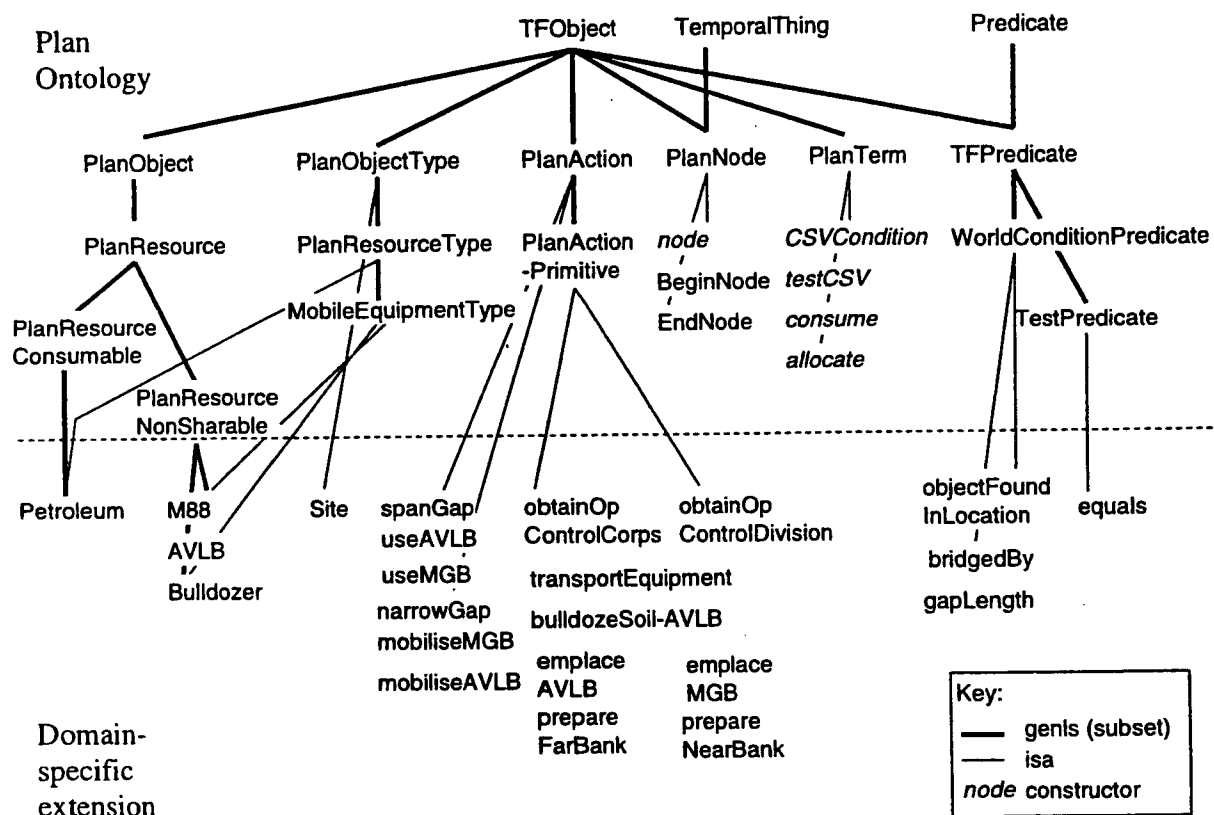 Plan
Ontology
TFObject
TemporalThing
Predicate
PlanObject
PlanObjectType
PlanAction
PlanNode
PlanTerm
TFPredicate
PlanResource
PlanResourceType
PlanAction
-Primitive
node
BeginNode
EndNode
CSVCondition
testCSV
consume
allocate
WorldConditionPredicate
TestPredicate
MobileEquipmentType
PlanResource
Consumable
PlanResource
NonSharable
Petroleum
M88
AVLB
Bulldozer
Site
spanGap
useAVLB
useMGB
narrowGap
mobiliseMGB
mobiliseAVLB
obtainOp
ControlCorps
obtainOp
ControlDivision
transportEquipment
bulldozeSoil-AVLB
emplace
AVLB
prepare
FarBank
emplace
MGB
prepare
NearBank
objectFound
InLocation
bridgedBy
gapLength
equals
Domain-
specific
extension
Key:
genls (subset)
isa
node constructor